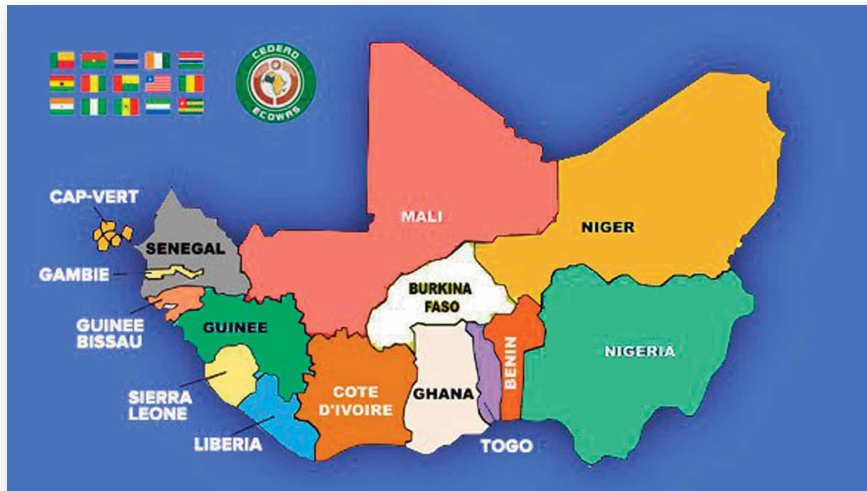 CEDEAO
ECOWAS
CAP-VERT
MALI
NIGER
SENEGAL
GAMBIE
BURKINA
FASO
GUINEE
BISSAU
GUINEE
NIGERIA
BENIN
COTE
D'IVOIRE
GHANA
SIERRA
LEONE
LIBERIA
TOGO